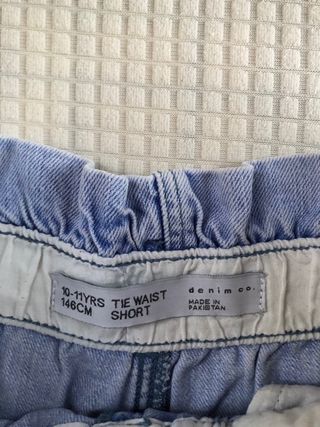 10-11YRS TIE WAIST
146CM SHORT
denim co.
MADE IN
PAKISTAN